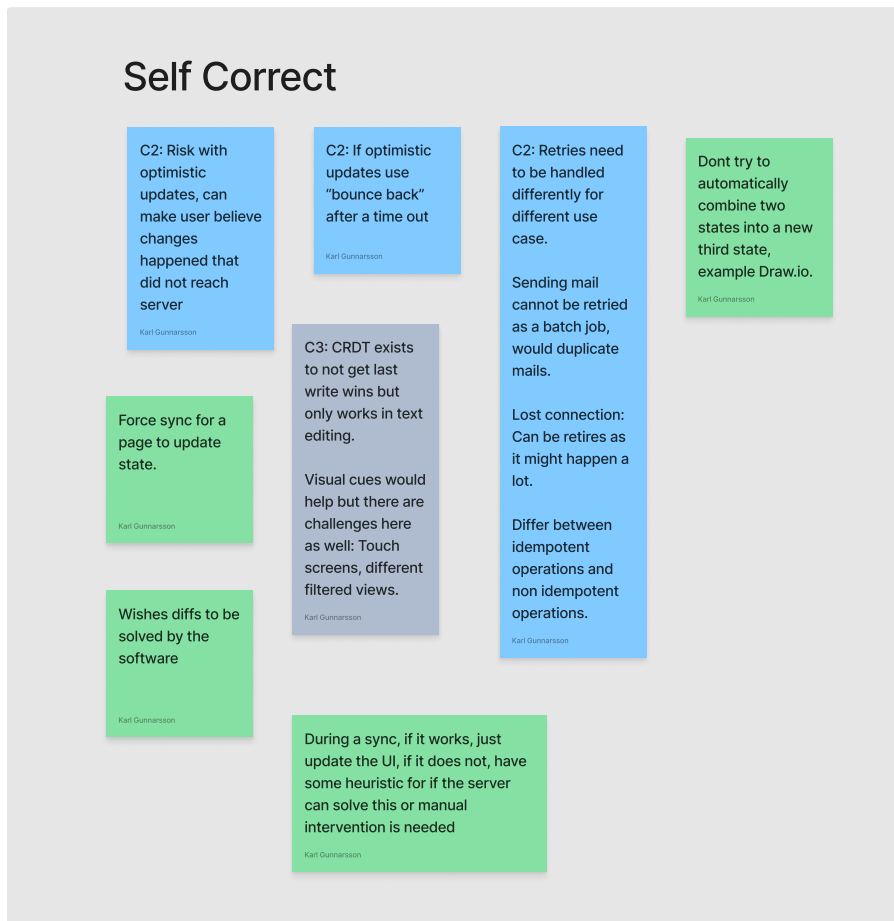 Self Correct
C2: Risk with
optimistic
updates, can
make user believe
changes
happened that
did not reach
server
Karl Gunnarsson
C2: If optimistic
updates use
“bounce back”
after a time out
Karl Gunnarsson
C2: Retries need
to be handled
differently for
different use
case.
Sending mail
cannot be retried
as a batch job,
would duplicate
mails.
Lost connection:
Can be retires as
it might happen a
lot.
Differ between
idempotent
operations and
non idempotent
operations.
Karl Gunnarsson
Dont try to
automatically
combine two
states into a new
third state,
example Draw.io.
Karl Gunnarsson
C3: CRDT exists
to not get last
write wins but
only works in text
editing.
Visual cues would
help but there are
challenges here
as well: Touch
screens, different
filtered views.
Karl Gunnarsson
Force sync for a
page to update
state.
Karl Gunnarsson
Wishes diffs to be
solved by the
software
Karl Gunnarsson
During a sync, if it works, just
update the UI, if it does not, have
some heuristic for if the server
can solve this or manual
intervention is needed
Karl Gunnarsson